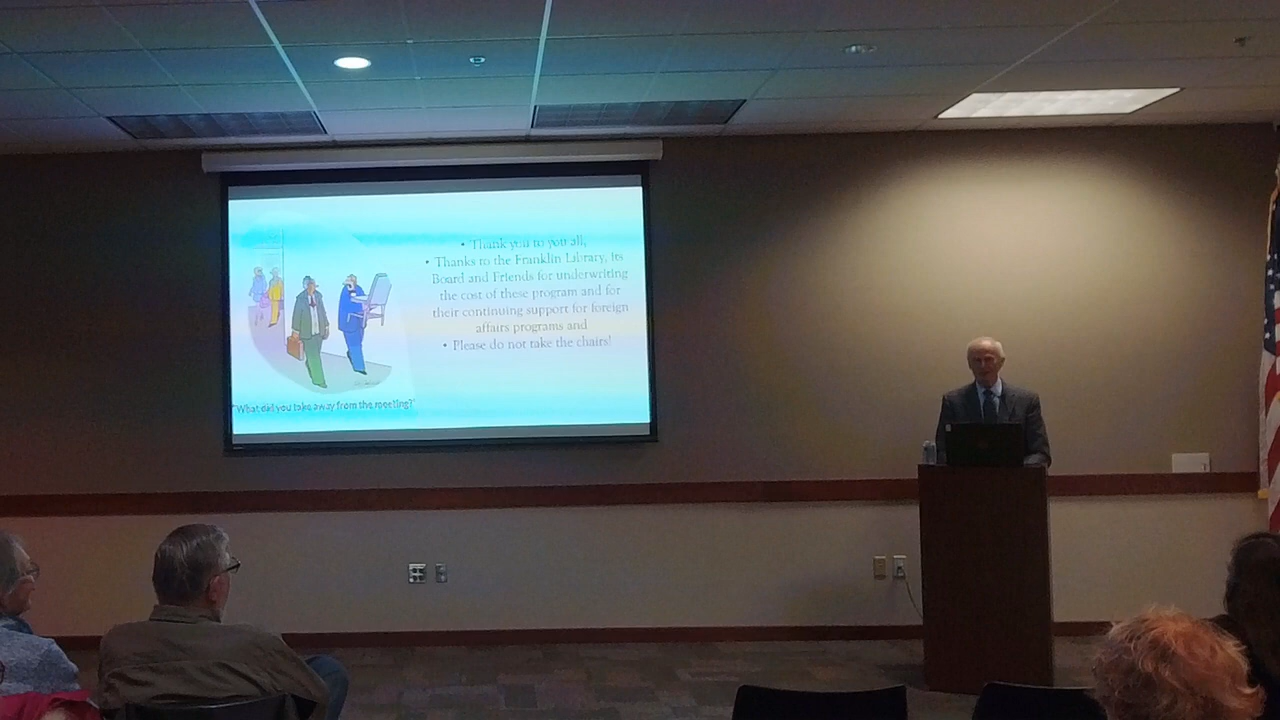 • Thank you to you all,
• Thanks to the Franklin Library, its
Board and Friends for underwriting
the cost of these program and for
their continuing support for foreign
affairs programs and
• Please do not take the chairs!
"What did you take away from the meeting?"